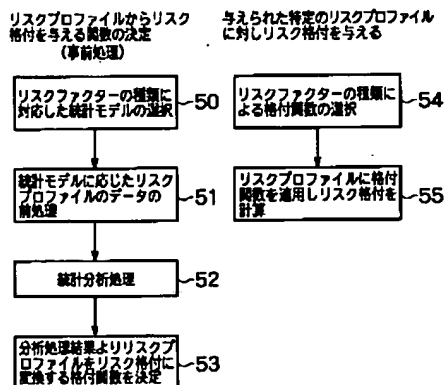 リスクプロファイルからリスク
格付を与える関数の決定
(事前処理)
リスクファクターの種類に
対応した統計モデルの選択
50
統計モデルに応じたリスク
プロファイルのデータの
前処理
51
統計分析処理
52
分析処理結果よりリスクプ
ロファイルをリスク格付に
変換する格付関数を決定
53
与えられた特定のリスクプロファイル
に対しリスク格付を与える
リスクファクターの種類に
よる格付関数の選択
54
リスクプロファイルに格付
関数を適用しリスク格付を
計算
55